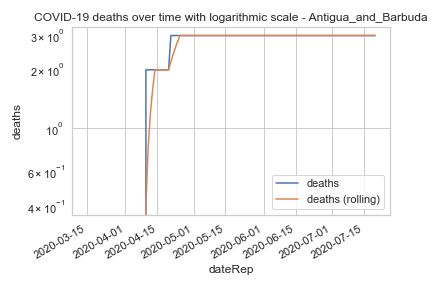 COVID-19 deaths over time with logarithmic scale - Antigua_and_Barbuda
3 × 10⁰
2 × 10⁰
10⁰
6 × 10⁻¹
4 × 10⁻¹
deaths
deaths
deaths (rolling)
2020-03-15
2020-04-01
2020-04-15
2020-05-01
2020-05-15
2020-06-01
2020-06-15
2020-07-01
2020-07-15
dateRep